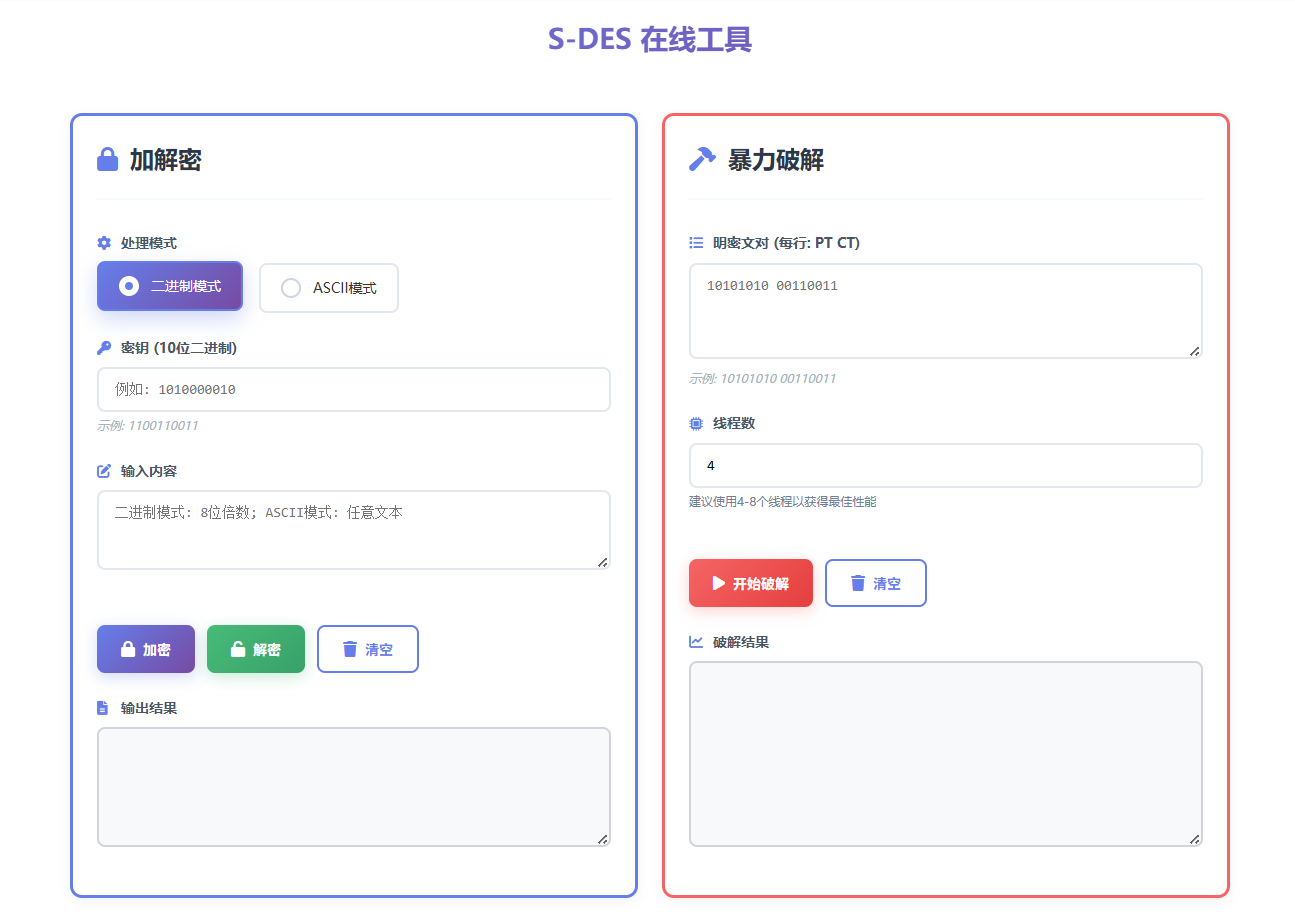 S-DES 在线工具
加解密
处理模式
二进制模式
ASCII模式
密钥 (10位二进制)
例如: 1010000010
示例: 1100110011
输入内容
二进制模式: 8位倍数; ASCII模式: 任意文本
加密
解密
清空
输出结果
暴力破解
明密文对 (每行: PT CT)
10101010 00110011
示例: 10101010 00110011
线程数
4
建议使用4-8个线程以获得最佳性能
开始破解
清空
破解结果